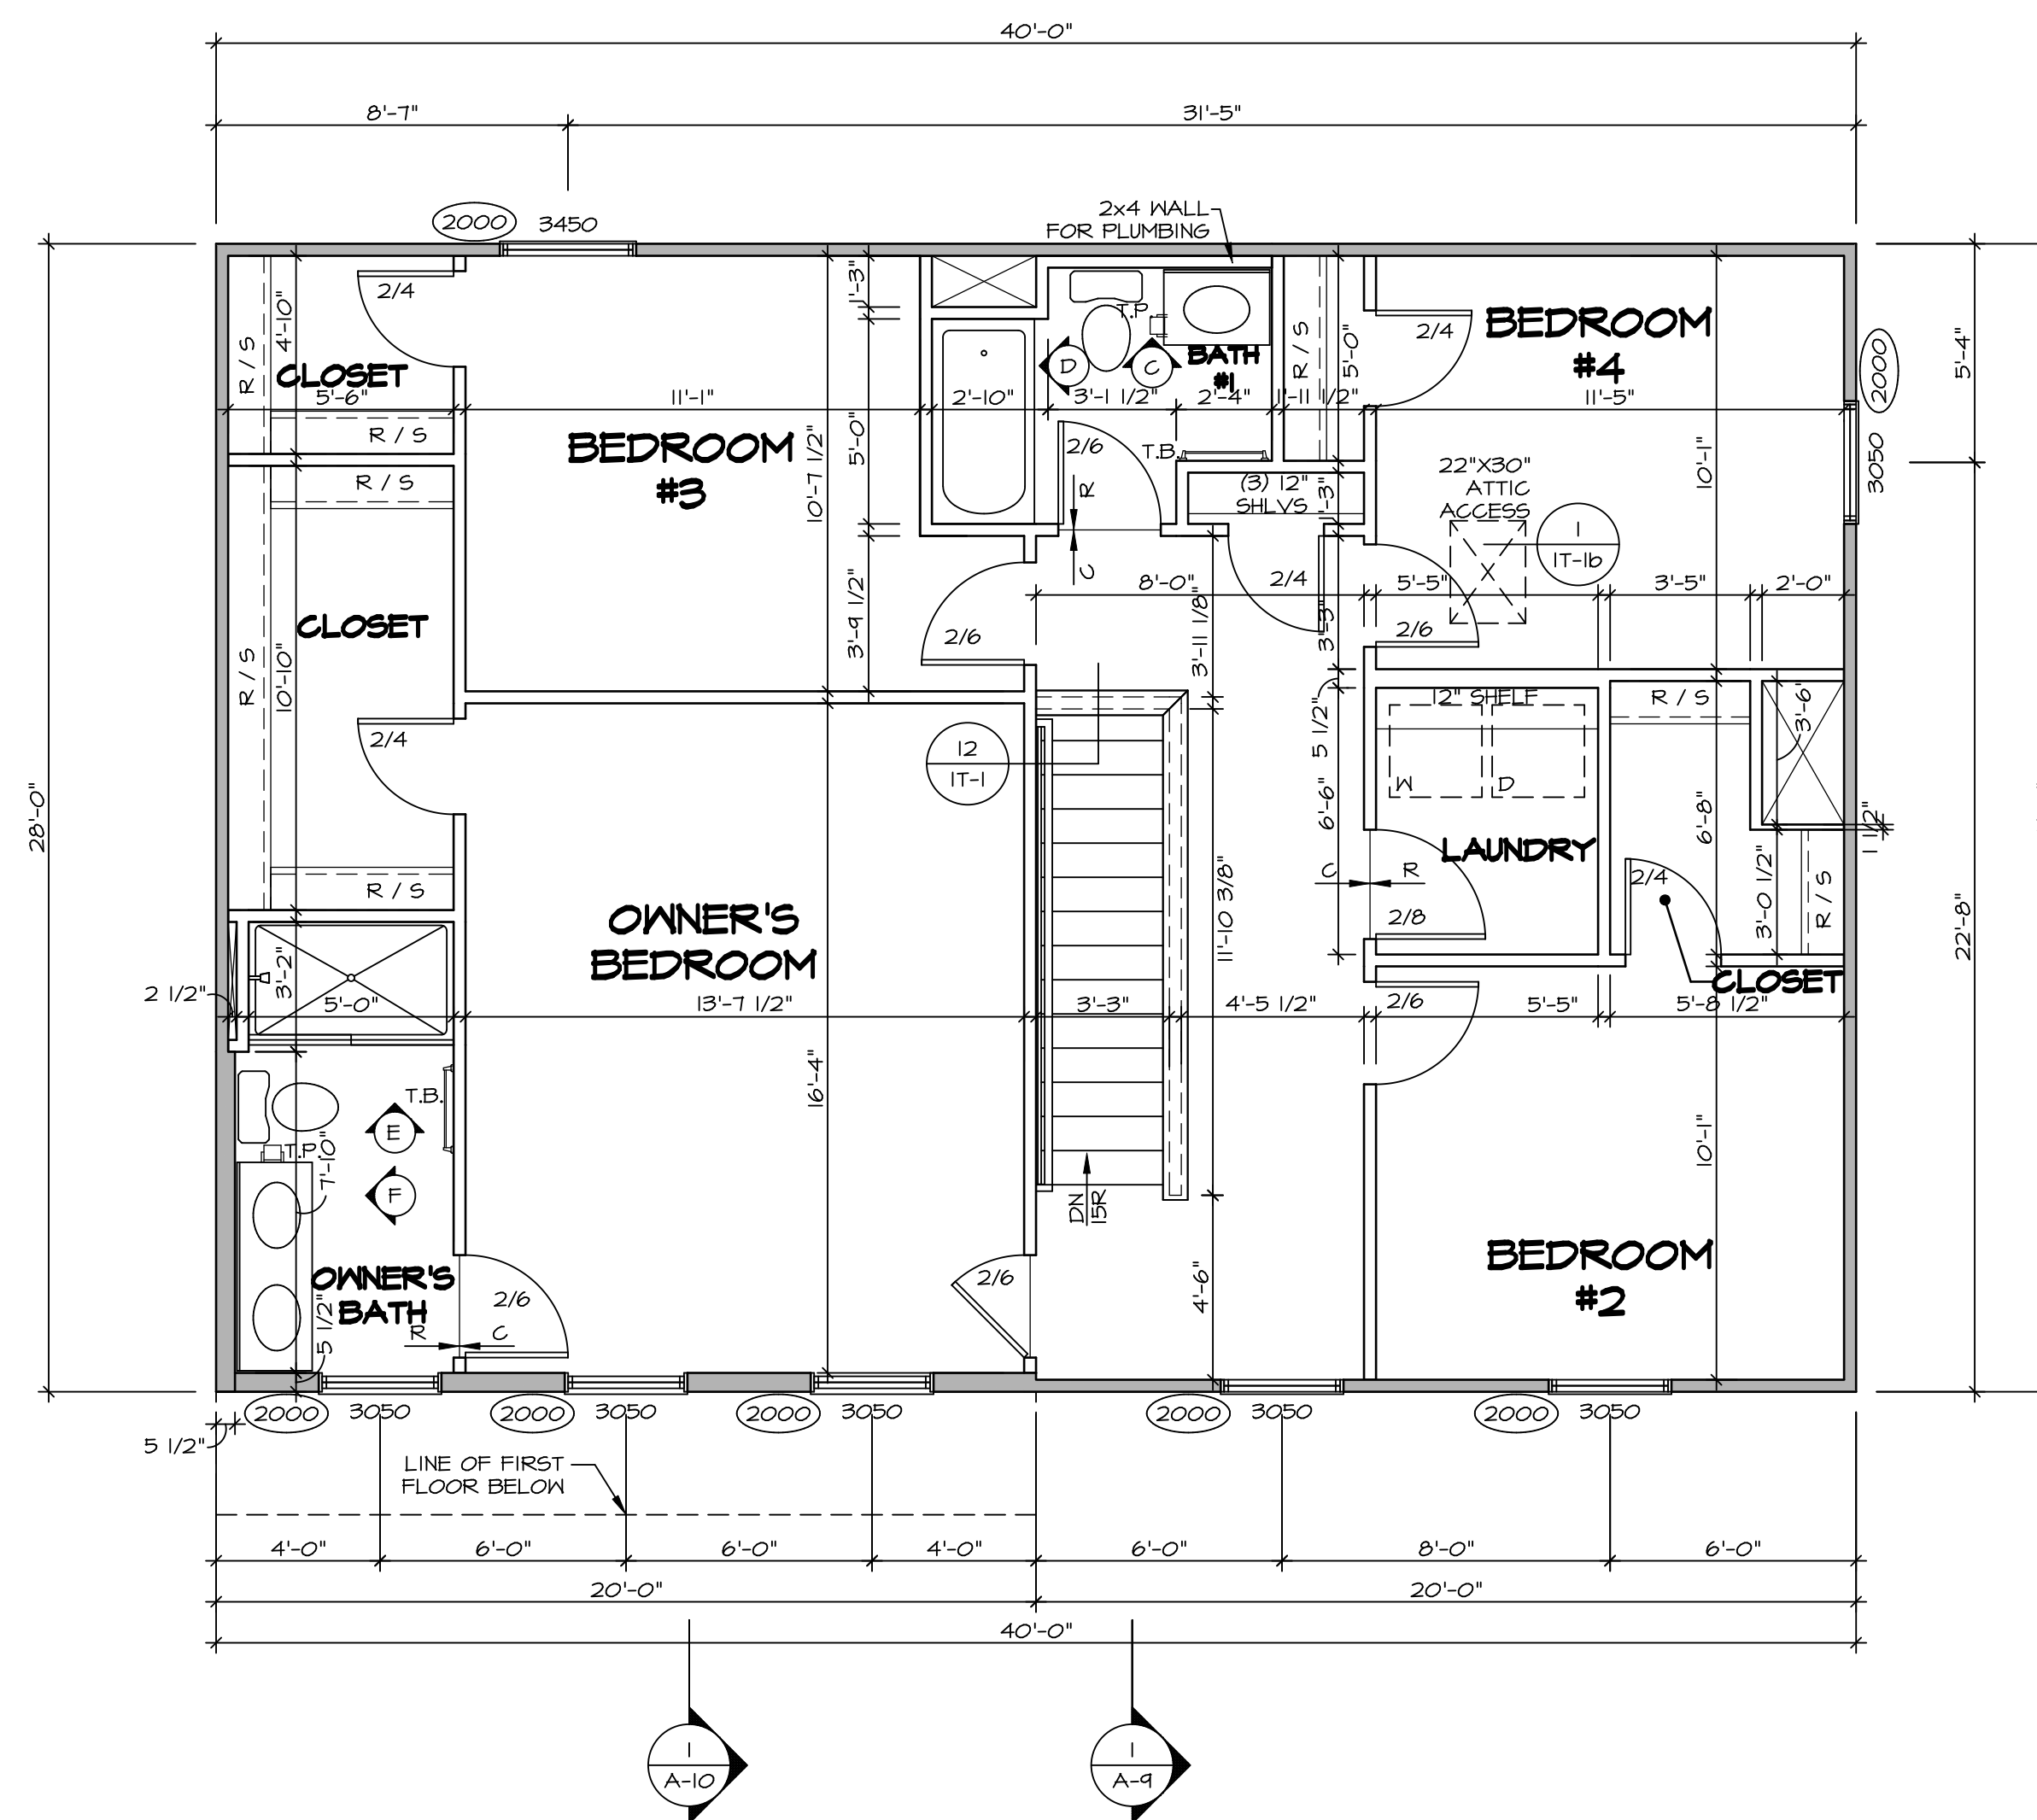 40'-0"
8'-7"
31'-5"
2000
3450
2x4 WALL
FOR PLUMBING
2/4
4'-10"
R / S
CLOSET
5'-6"
R / S
11'-1"
BEDROOM
#3
10'-7 1/2"
1'-3"
5'-0"
2'-10"
T.P.
D
C
BATH
#1
3'-1 1/2"
2'-4"
1'-11 1/2"
R / S
5'-0"
2/4
BEDROOM
#4
11'-5"
2000
3050
5'-4"
R / S
2/6
T.B.
R
C
(3) 12"
SHLVS
1'-3"
22"X30"
ATTIC
ACCESS
10'-1"
1
IT-1b
CLOSET
R / S
10'-10"
3'-9 1/2"
2/6
8'-0"
3'-11 1/8"
2/4
3'-3"
5'-5"
2/6
3'-5"
2'-0"
2/4
12
IT-1
5 1/2"
12" SHELF
R / S
3'-6"
28'-0"
W
D
6'-6"
6'-8"
1 1/2"
LAUNDRY
R / S
C
R
2/8
2/4
3'-0 1/2"
R / S
22'-8"
OWNER'S
BEDROOM
11'-10 3/8"
CLOSET
2 1/2"
3'-2"
5'-0"
13'-7 1/2"
3'-3"
4'-5 1/2"
2/6
5'-5"
5'-8 1/2"
16'-4"
T.B.
E
T.P.
7'-10"
F
DN
15R
10'-1"
OWNER'S
BATH
5 1/2"
R
C
2/6
2/6
4'-6"
BEDROOM
#2
2000
3050
2000
3050
2000
3050
2000
3050
2000
3050
5 1/2"
LINE OF FIRST
FLOOR BELOW
4'-0"
6'-0"
6'-0"
4'-0"
6'-0"
8'-0"
6'-0"
20'-0"
20'-0"
40'-0"
1
A-10
1
A-9